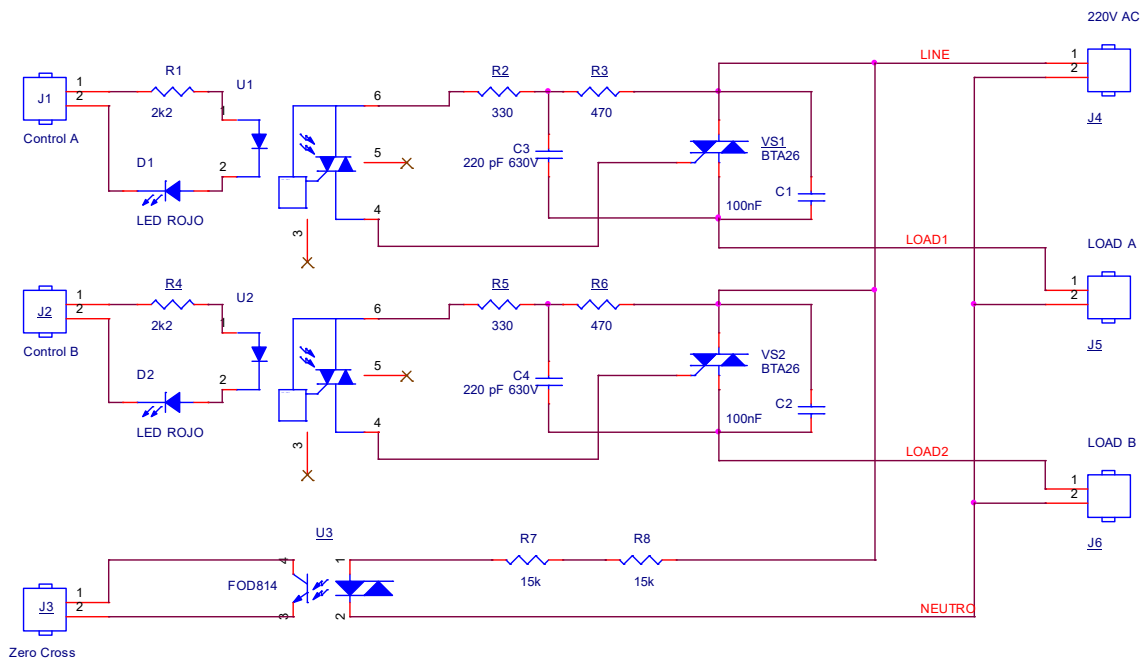 220V AC
LINE
1
2
J4
J1
1
2
Control A
R1
2k2
U1
1
2
D1
LED ROJO
6
5
4
3
R2
330
R3
470
C3
220 pF 630V
VS1
BTA26
C1
100nF
LOAD1
LOAD A
1
2
J5
J2
1
2
Control B
R4
2k2
U2
1
2
D2
LED ROJO
6
5
4
3
R5
330
R6
470
C4
220 pF 630V
VS2
BTA26
C2
100nF
LOAD2
LOAD B
1
2
J6
U3
4
3
FOD814
1
2
R7
15k
R8
15k
NEUTRO
J3
1
2
Zero Cross